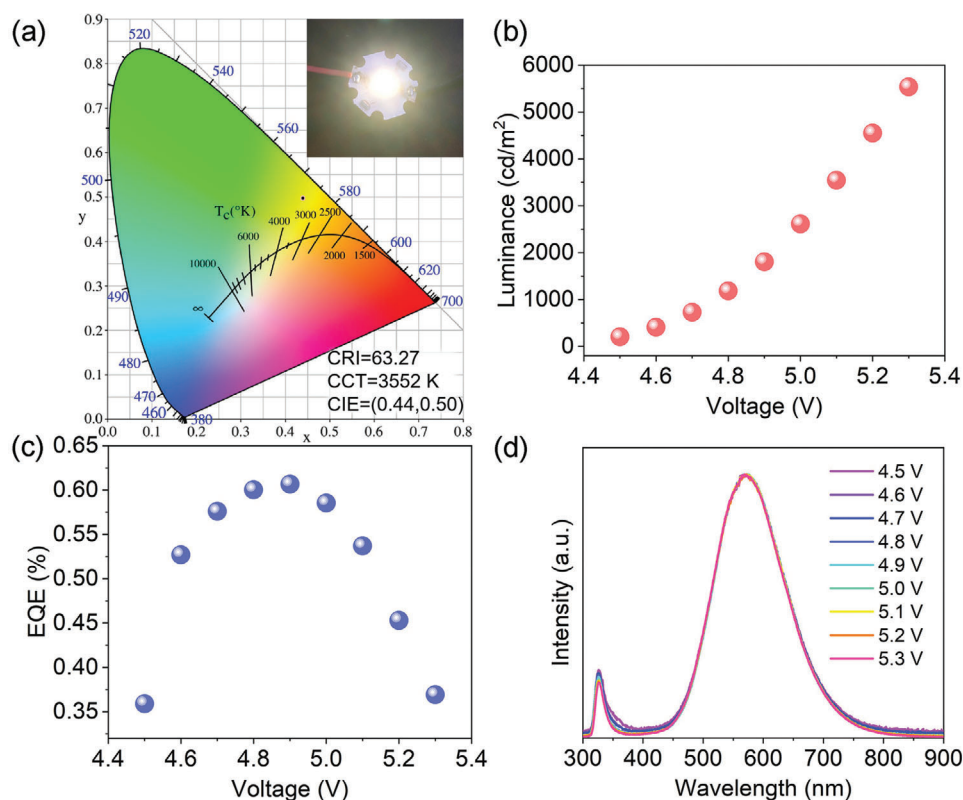 (a)
0.9
0.8
0.7
0.6
0.5
y
0.4
0.3
0.2
0.1
0.0
0.0 0.1 0.2 0.3 0.4 0.5 0.6 0.7 0.8
x
520
540
560
500
580
600
620
700
490
480
470
460
380
Tc(°K)
∞
10000
6000
4000
3000
2500
2000
1500
CRI=63.27
CCT=3552 K
CIE=(0.44,0.50)
(b)
Luminance (cd/m²)
6000
5000
4000
3000
2000
1000
0
4.4 4.6 4.8 5.0 5.2 5.4
Voltage (V)
(c)
EQE (%)
0.65
0.60
0.55
0.50
0.45
0.40
0.35
4.4 4.6 4.8 5.0 5.2 5.4
Voltage (V)
(d)
Intensity (a.u.)
4.5 V
4.6 V
4.7 V
4.8 V
4.9 V
5.0 V
5.1 V
5.2 V
5.3 V
300 400 500 600 700 800 900
Wavelength (nm)